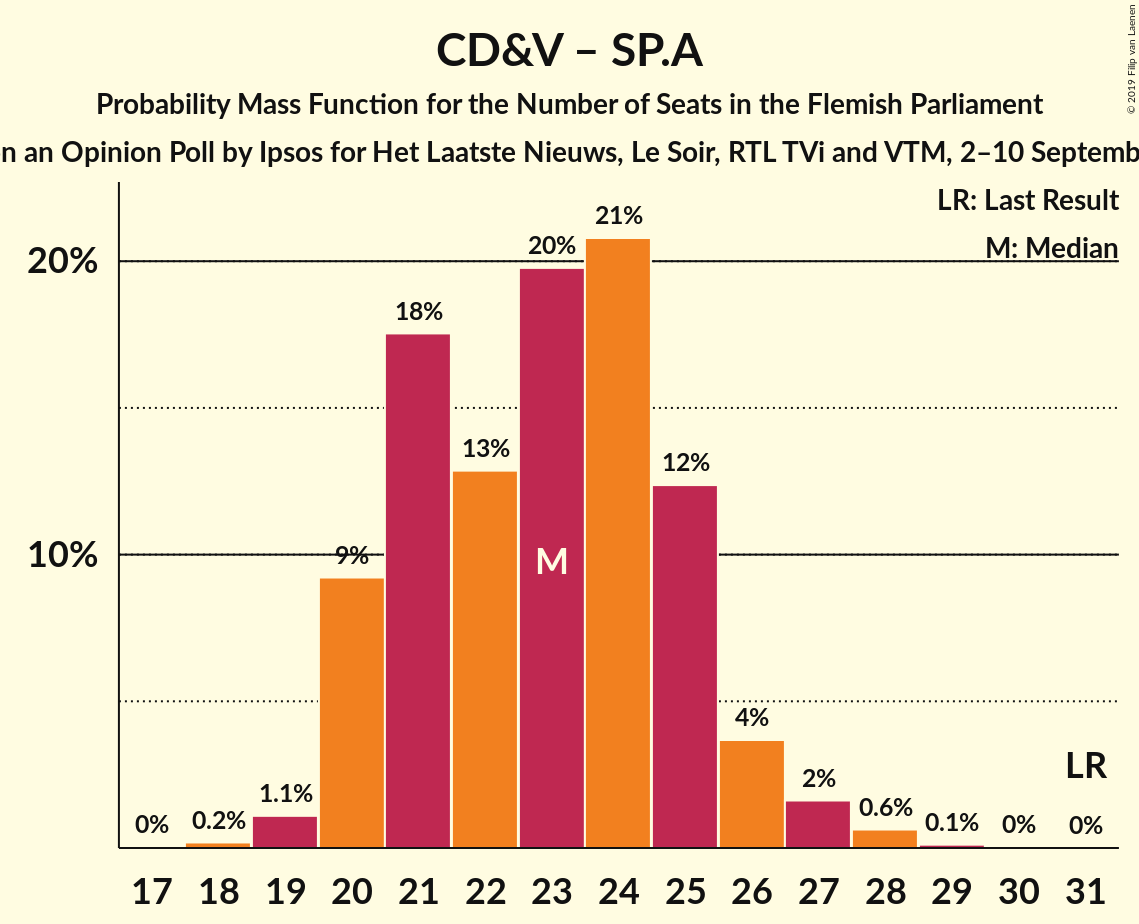 CD&V – SP.A
Probability Mass Function for the Number of Seats in the Flemish Parliament
an Opinion Poll by Ipsos for Het Laatste Nieuws, Le Soir, RTL TVi and VTM, 2–10
© 2019 Filip van Laenen
LR: Last Result
M: Median
20%
10%
0%
0.2%
1.1%
9%
18%
13%
20%
21%
12%
4%
2%
0.6%
0.1%
0%
0%
M
LR
17 18 19 20 21 22 23 24 25 26 27 28 29 30 31